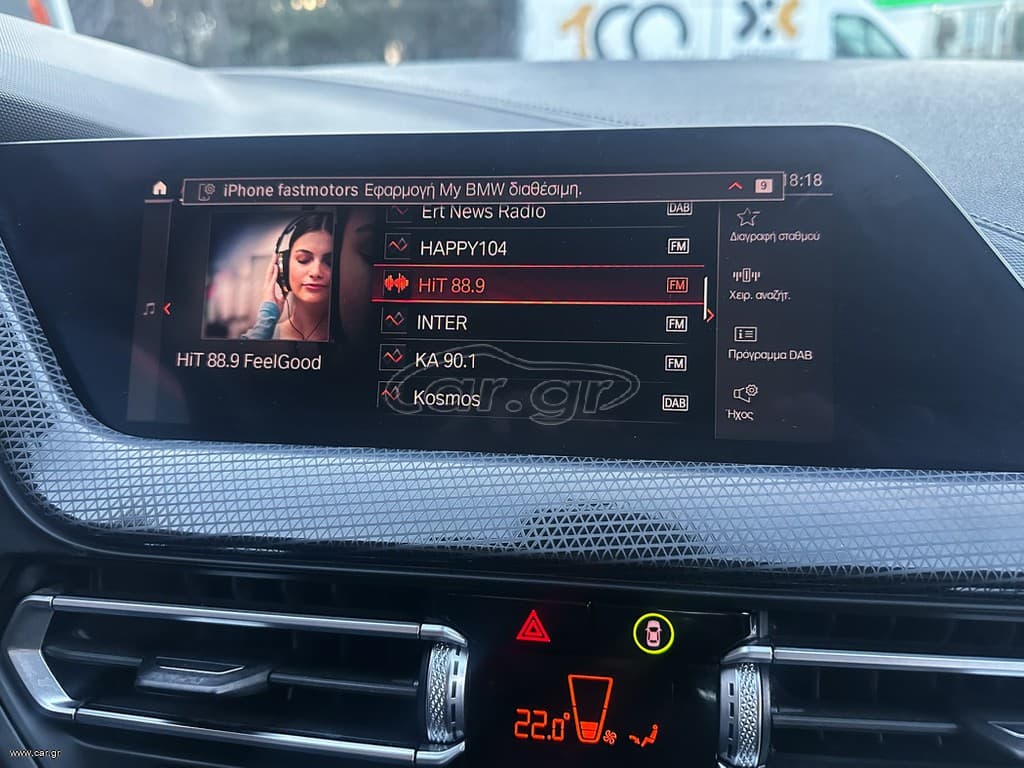 100
iPhone fastmotors Εφαρμογή My BMW διαθέσιμη.
9
18:18
Ert News Radio DAB
HAPPY104 FM
HiT 88.9 FM
INTER FM
KA 90.1 FM
Kosmos DAB
HiT 88.9 FeelGood
Διαγραφή σταθμού
Χειρ. αναζήτ.
Πρόγραμμα DAB
Ήχος
car.gr
22.0°
www.car.gr